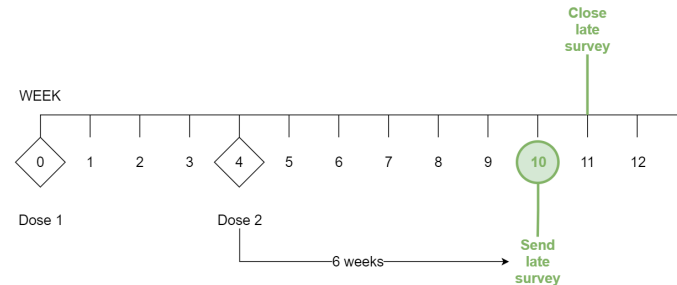 Close
late
survey
WEEK
0 1 2 3 4 5 6 7 8 9 10 11 12
Dose 1 Dose 2
6 weeks
Send
late
survey